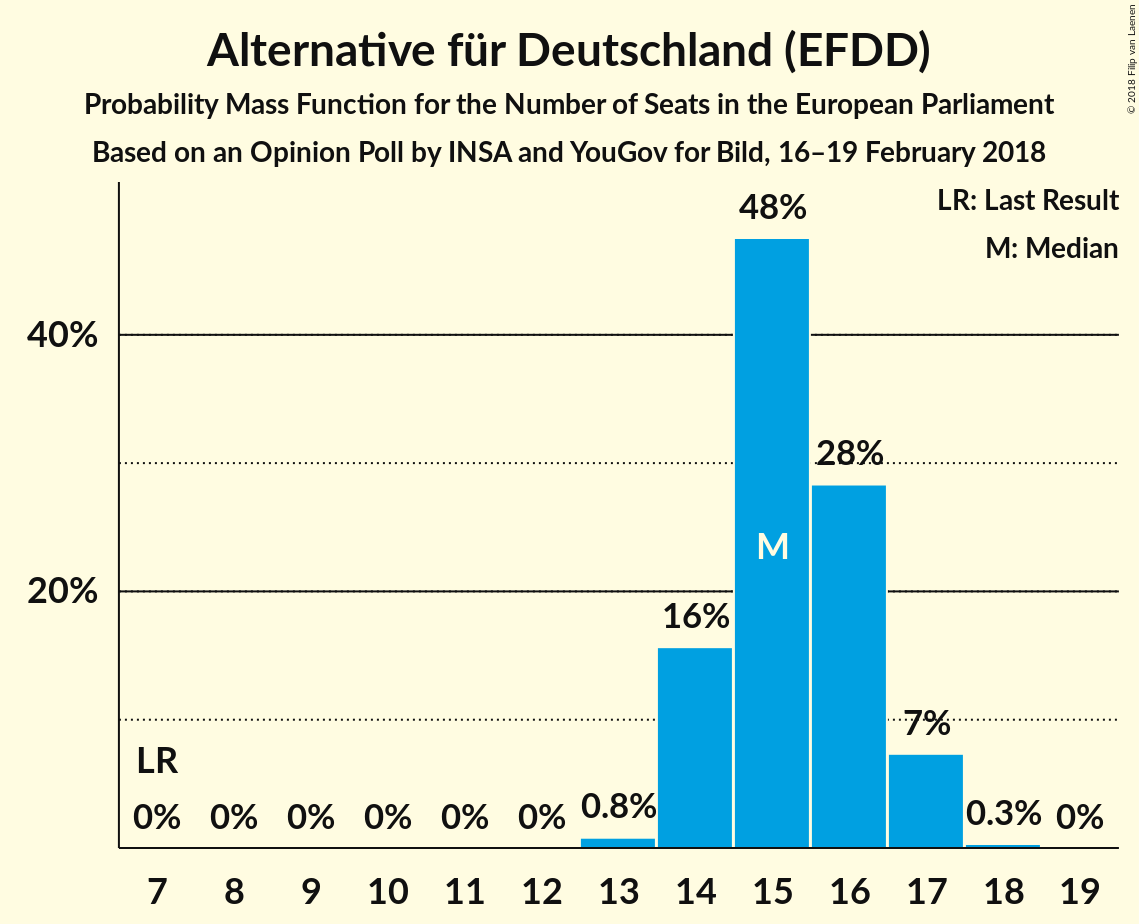 Alternative für Deutschland (EFDD)
Probability Mass Function for the Number of Seats in the European Parliament
Based on an Opinion Poll by INSA and YouGov for Bild, 16–19 February 2018
© 2018 Filip van Laenen
LR: Last Result
M: Median
48%
40%
28%
M
20%
16%
7%
LR
0% 0% 0% 0% 0% 0% 0.8% 0.3% 0%
7 8 9 10 11 12 13 14 15 16 17 18 19